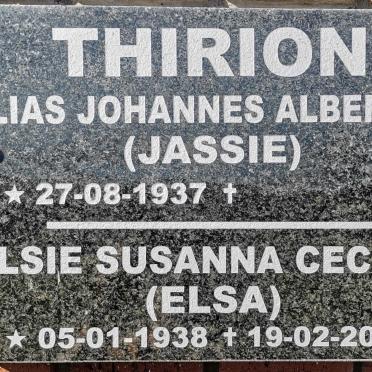 THIRION
LIAS JOHANNES ALBE
(JASSIE)
★ 27-08-1937 †
LSIE SUSANNA CEC
(ELSA)
★ 05-01-1938 † 19-02-20